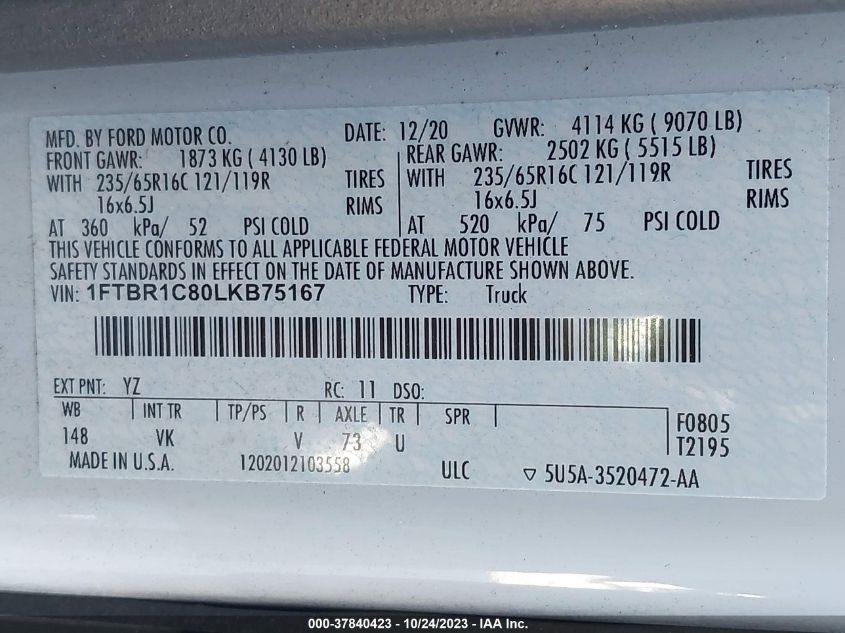 MFD. BY FORD MOTOR CO. DATE: 12/20 GVWR: 4114 KG ( 9070 LB)
FRONT GAWR: 1873 KG ( 4130 LB) REAR GAWR: 2502 KG ( 5515 LB)
WITH 235/65R16C 121/119R TIRES WITH 235/65R16C 121/119R TIRES
16x6.5J RIMS 16x6.5J RIMS
AT 360 kPa/ 52 PSI COLD AT 520 kPa/ 75 PSI COLD
THIS VEHICLE CONFORMS TO ALL APPLICABLE FEDERAL MOTOR VEHICLE
SAFETY STANDARDS IN EFFECT ON THE DATE OF MANUFACTURE SHOWN ABOVE.
VIN: 1FTBR1C80LKB75167 TYPE: Truck
EXT PNT: YZ RC: 11 DSO:
WB INT TR TP/PS R AXLE TR SPR F0805
148 VK V 73 U T2195
MADE IN U.S.A. 1202012103558 ULC ▽ 5U5A-3520472-AA
000-37840423 - 10/24/2023 - IAA Inc.